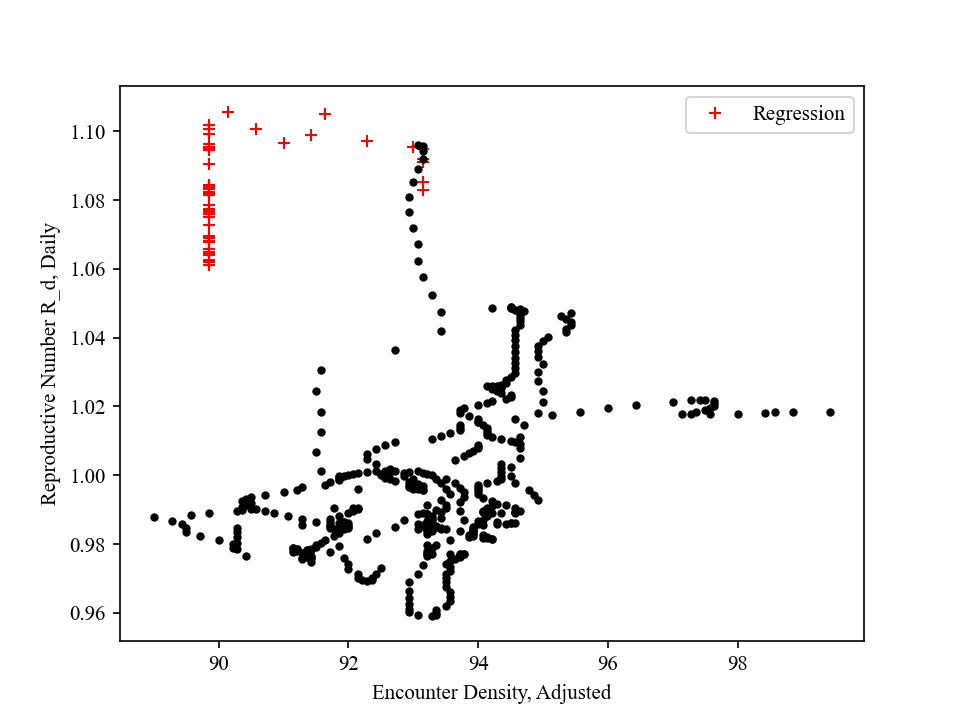 Regression
1.10
1.08
1.06
1.04
1.02
1.00
0.98
0.96
Reproductive Number R_d, Daily
90 92 94 96 98
Encounter Density, Adjusted